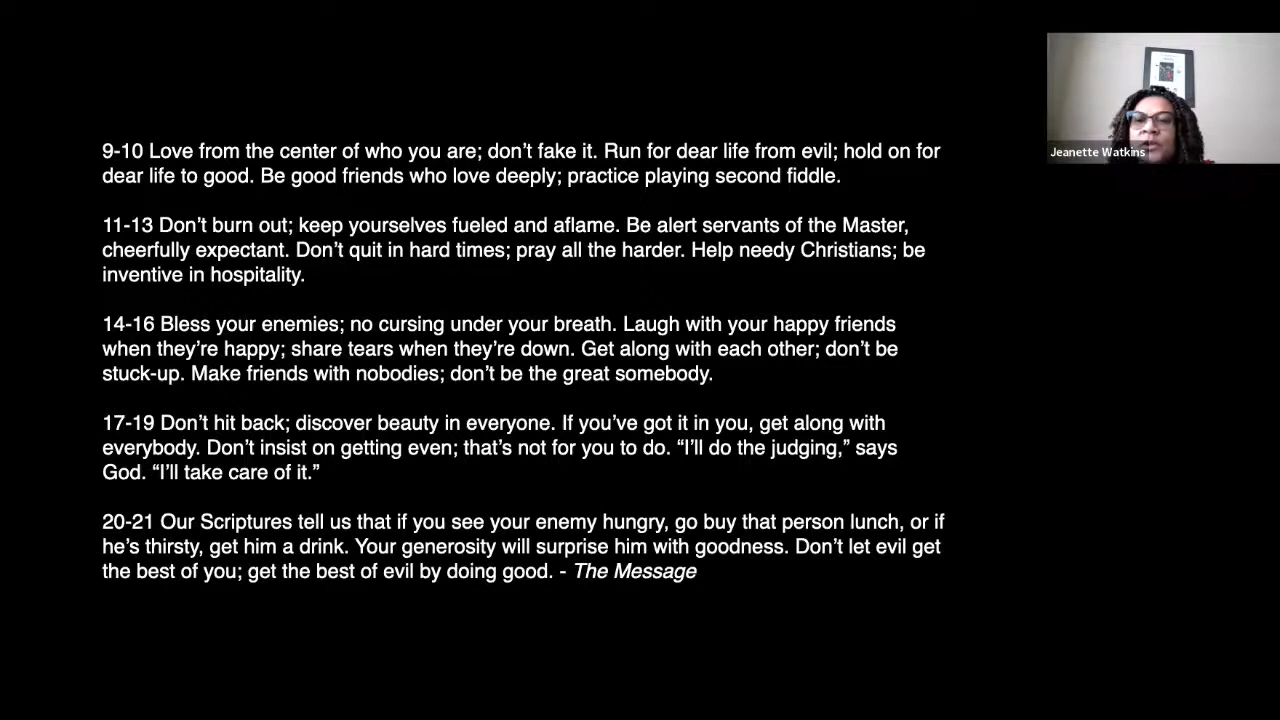 9-10 Love from the center of who you are; don’t fake it. Run for dear life from evil; hold on for
dear life to good. Be good friends who love deeply; practice playing second fiddle.
11-13 Don’t burn out; keep yourselves fueled and aflame. Be alert servants of the Master,
cheerfully expectant. Don’t quit in hard times; pray all the harder. Help needy Christians; be
inventive in hospitality.
14-16 Bless your enemies; no cursing under your breath. Laugh with your happy friends
when they’re happy; share tears when they’re down. Get along with each other; don’t be
stuck-up. Make friends with nobodies; don’t be the great somebody.
17-19 Don’t hit back; discover beauty in everyone. If you’ve got it in you, get along with
everybody. Don’t insist on getting even; that’s not for you to do. “I’ll do the judging,” says
God. “I’ll take care of it.”
20-21 Our Scriptures tell us that if you see your enemy hungry, go buy that person lunch, or if
he’s thirsty, get him a drink. Your generosity will surprise him with goodness. Don’t let evil get
the best of you; get the best of evil by doing good. - The Message
Jeanette Watkins